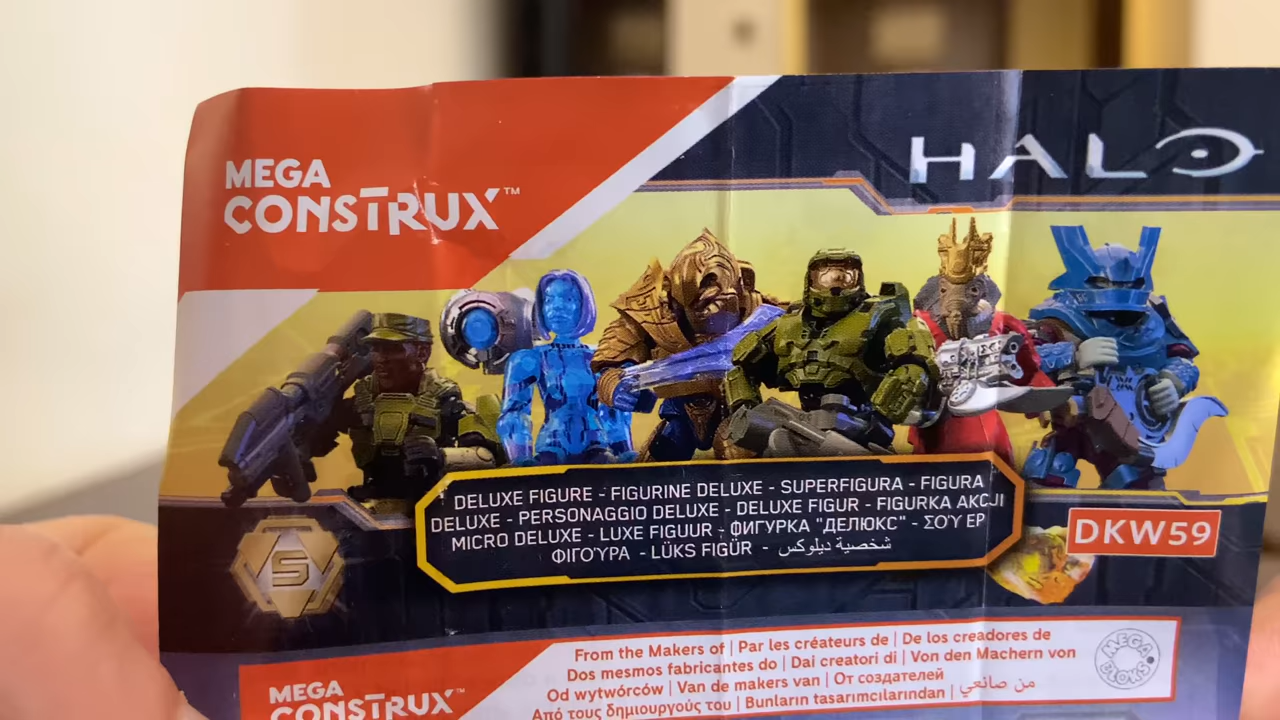 MEGA
CONSTRUX™
HALO
DELUXE FIGURE - FIGURINE DELUXE - SUPERFIGURA - FIGURA
DELUXE - PERSONAGGIO DELUXE - DELUXE FIGUR - FIGURKA AKCJI
MICRO DELUXE - LUXE FIGUUR - ФИГУРКА "ДЕЛЮКС" - ΣΟΎΥ ΕΡ
ΦΙΓΟΎΡΑ - LÜKS FİGÜR - شخصية ديلوكس
S
DKW59
From the Makers of | Par les créateurs de | De los creadores de
Dos mesmos fabricantes do | Dai creatori di | Von den Machern von
Od wytwórców | Van de makers van | От создателей
Από τους δημιουργούς του | Bunların tasarımcılarından | من صانعي
MEGA
BLOKS
MEGA
CONSTRUX™